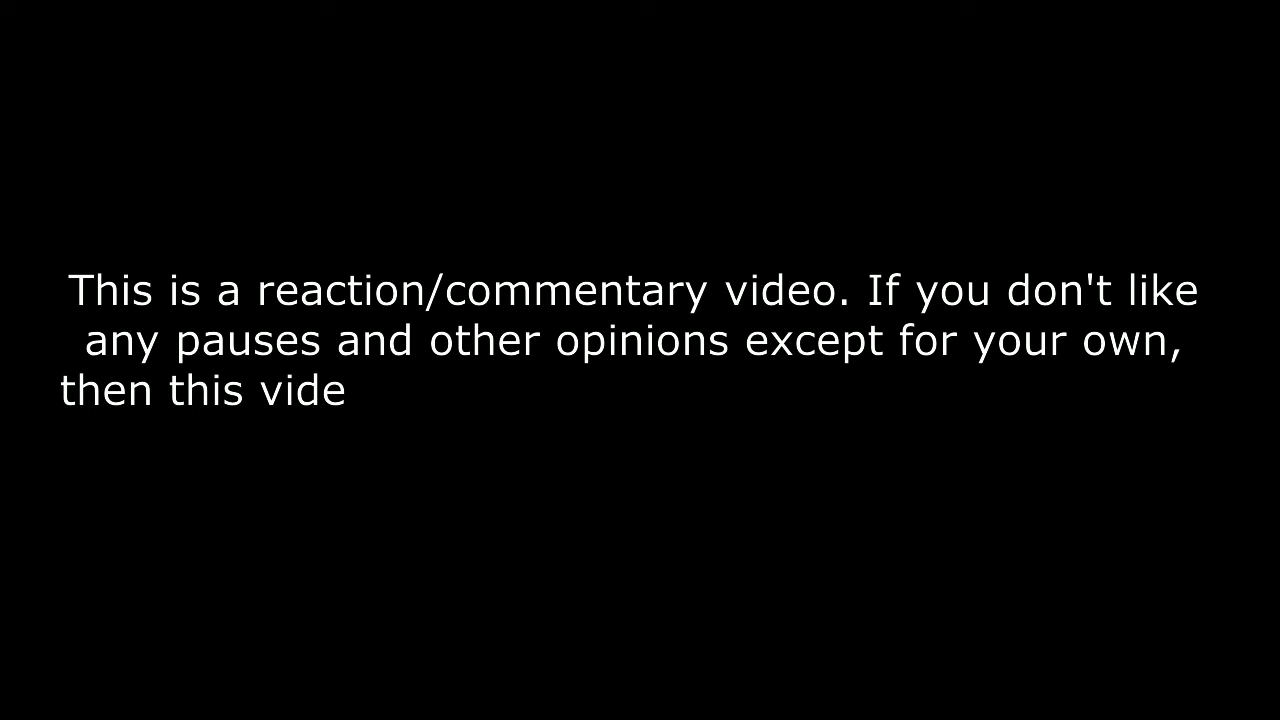 This is a reaction/commentary video. If you don't like
any pauses and other opinions except for your own,
then this vide